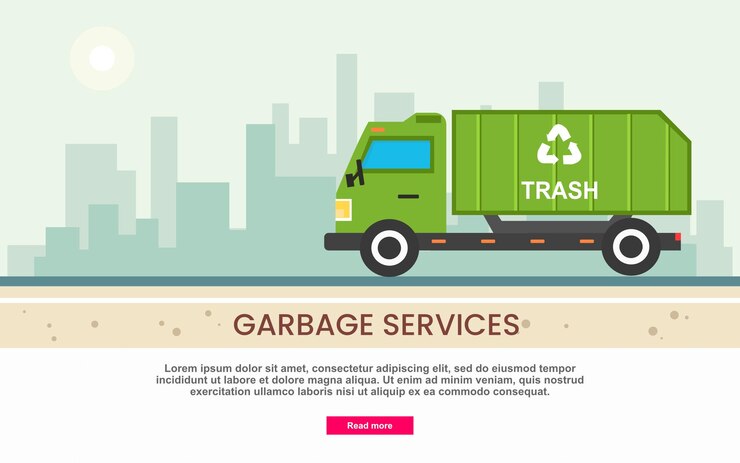 TRASH
GARBAGE SERVICES
Lorem ipsum dolor sit amet, consectetur adipiscing elit, sed do eiusmod tempor
incididunt ut labore et dolore magna aliqua. Ut enim ad minim veniam, quis nostrud
exercitation ullamco laboris nisi ut aliquip ex ea commodo consequat.
Read more